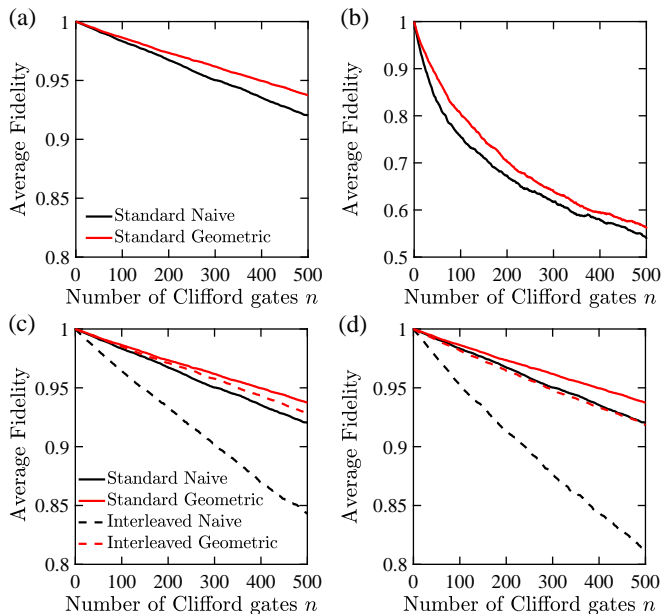 (a)
1
0.95
0.9
0.85
0.8
Average Fidelity
Standard Naive
Standard Geometric
0 100 200 300 400 500
Number of Clifford gates n
(b)
1
0.9
0.8
0.7
0.6
0.5
Average Fidelity
0 100 200 300 400 500
Number of Clifford gates n
(c)
1
0.95
0.9
0.85
0.8
Average Fidelity
Standard Naive
Standard Geometric
Interleaved Naive
Interleaved Geometric
0 100 200 300 400 500
Number of Clifford gates n
(d)
1
0.95
0.9
0.85
0.8
Average Fidelity
0 100 200 300 400 500
Number of Clifford gates n